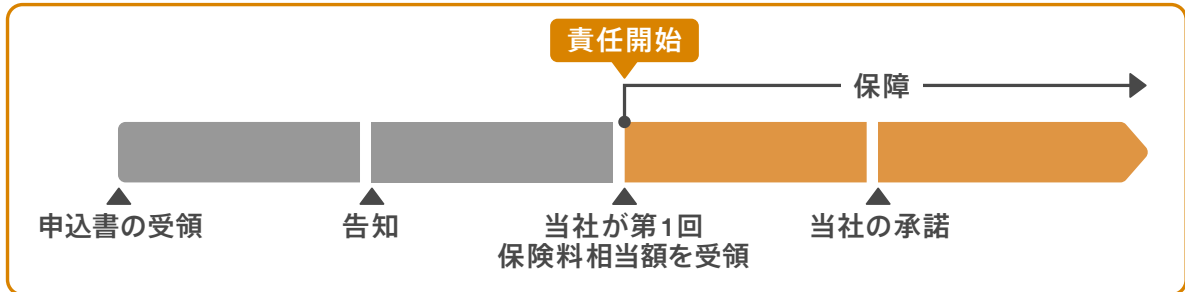 責任開始
保障
申込書の受領
告知
当社が第1回
保険料相当額を受領
当社の承諾